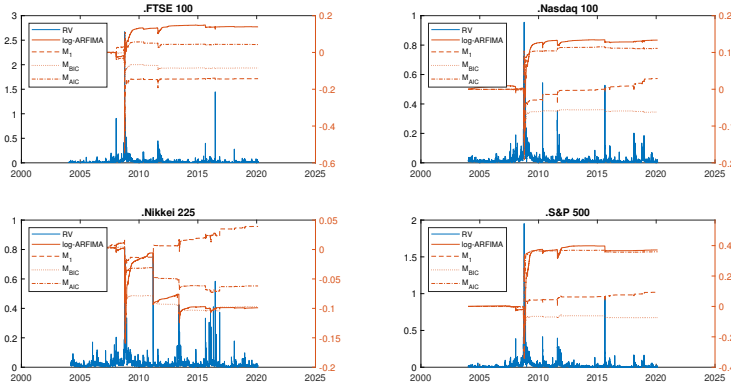 .FTSE 100
RV
log-ARFIMA
M1
MBIC
MAIC
3
2.5
2
1.5
1
0.5
0
0.2
0
-0.2
-0.4
-0.6
2000 2005 2010 2015 2020 2025
.Nasdaq 100
RV
log-ARFIMA
M1
MBIC
MAIC
1
0.8
0.6
0.4
0.2
0
0.2
0.1
0
-0.1
2000 2005 2010 2015 2020 2025
.Nikkei 225
RV
log-ARFIMA
M1
MBIC
MAIC
1
0.8
0.6
0.4
0.2
0
0.05
0
-0.05
-0.1
-0.15
-0.2
2000 2005 2010 2015 2020 2025
.S&P 500
RV
log-ARFIMA
M1
MBIC
MAIC
2
1.5
1
0.5
0
0.4
0.2
0
2000 2005 2010 2015 2020 2025